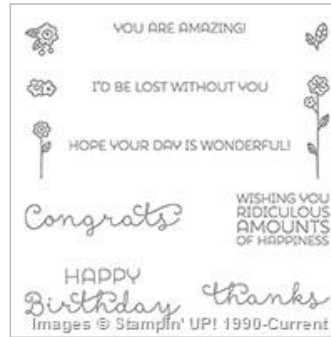 YOU ARE AMAZING!
I'D BE LOST WITHOUT YOU
HOPE YOUR DAY IS WONDERFUL!
Congrats
WISHING YOU
RIDICULOUS
AMOUNTS
OF HAPPINESS
HAPPY
Birthday
thanks
Images © Stampin' UP! 1990-Current